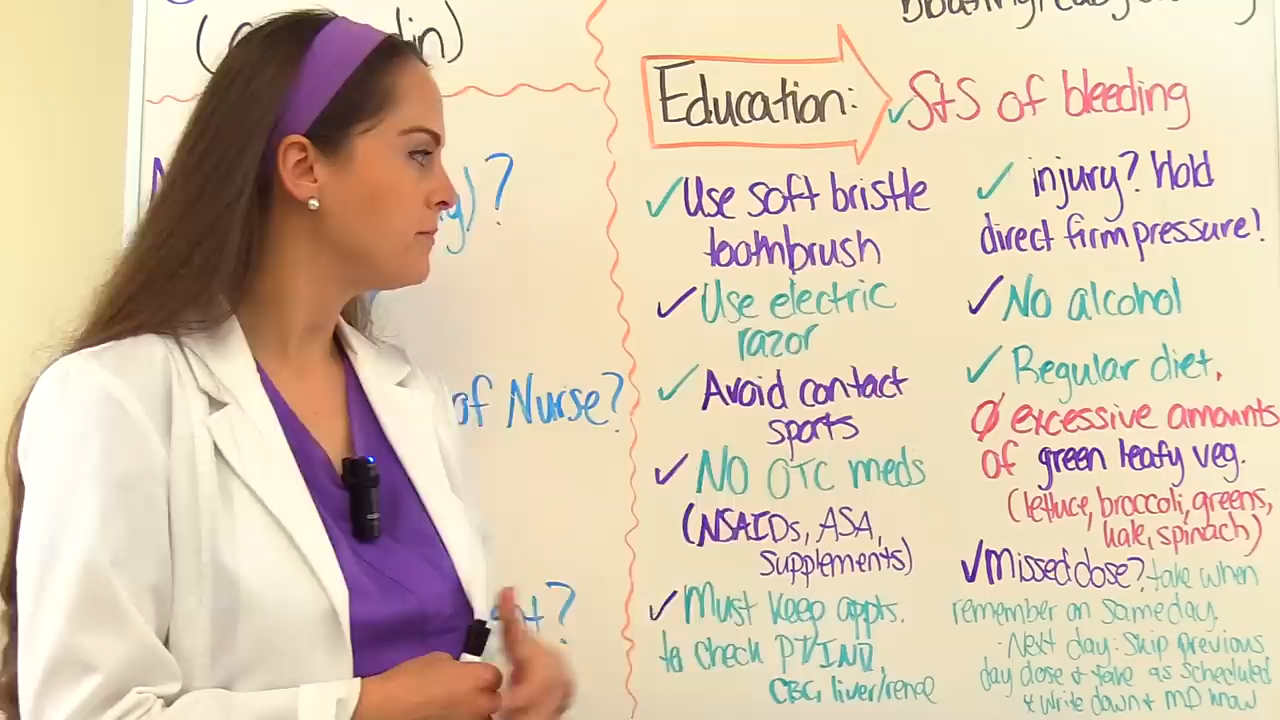 Education:
✓ S+S of bleeding
✓ Use soft bristle
toothbrush
✓ Use electric
razor
✓ Avoid contact
sports
✓ NO OTC meds
(NSAIDs, ASA,
supplements)
✓ Must keep appts.
to check PT/INR,
CBC, liver/renal
✓ injury? Hold
direct firm pressure!
✓ No alcohol
✓ Regular diet,
Ø excessive amounts
of green leafy veg.
(lettuce, broccoli, greens,
kale, spinach)
✓ Missed dose? take when
remember on same day.
· Next day: skip previous
day dose + take as scheduled
+ write down + MD know
of Nurse?